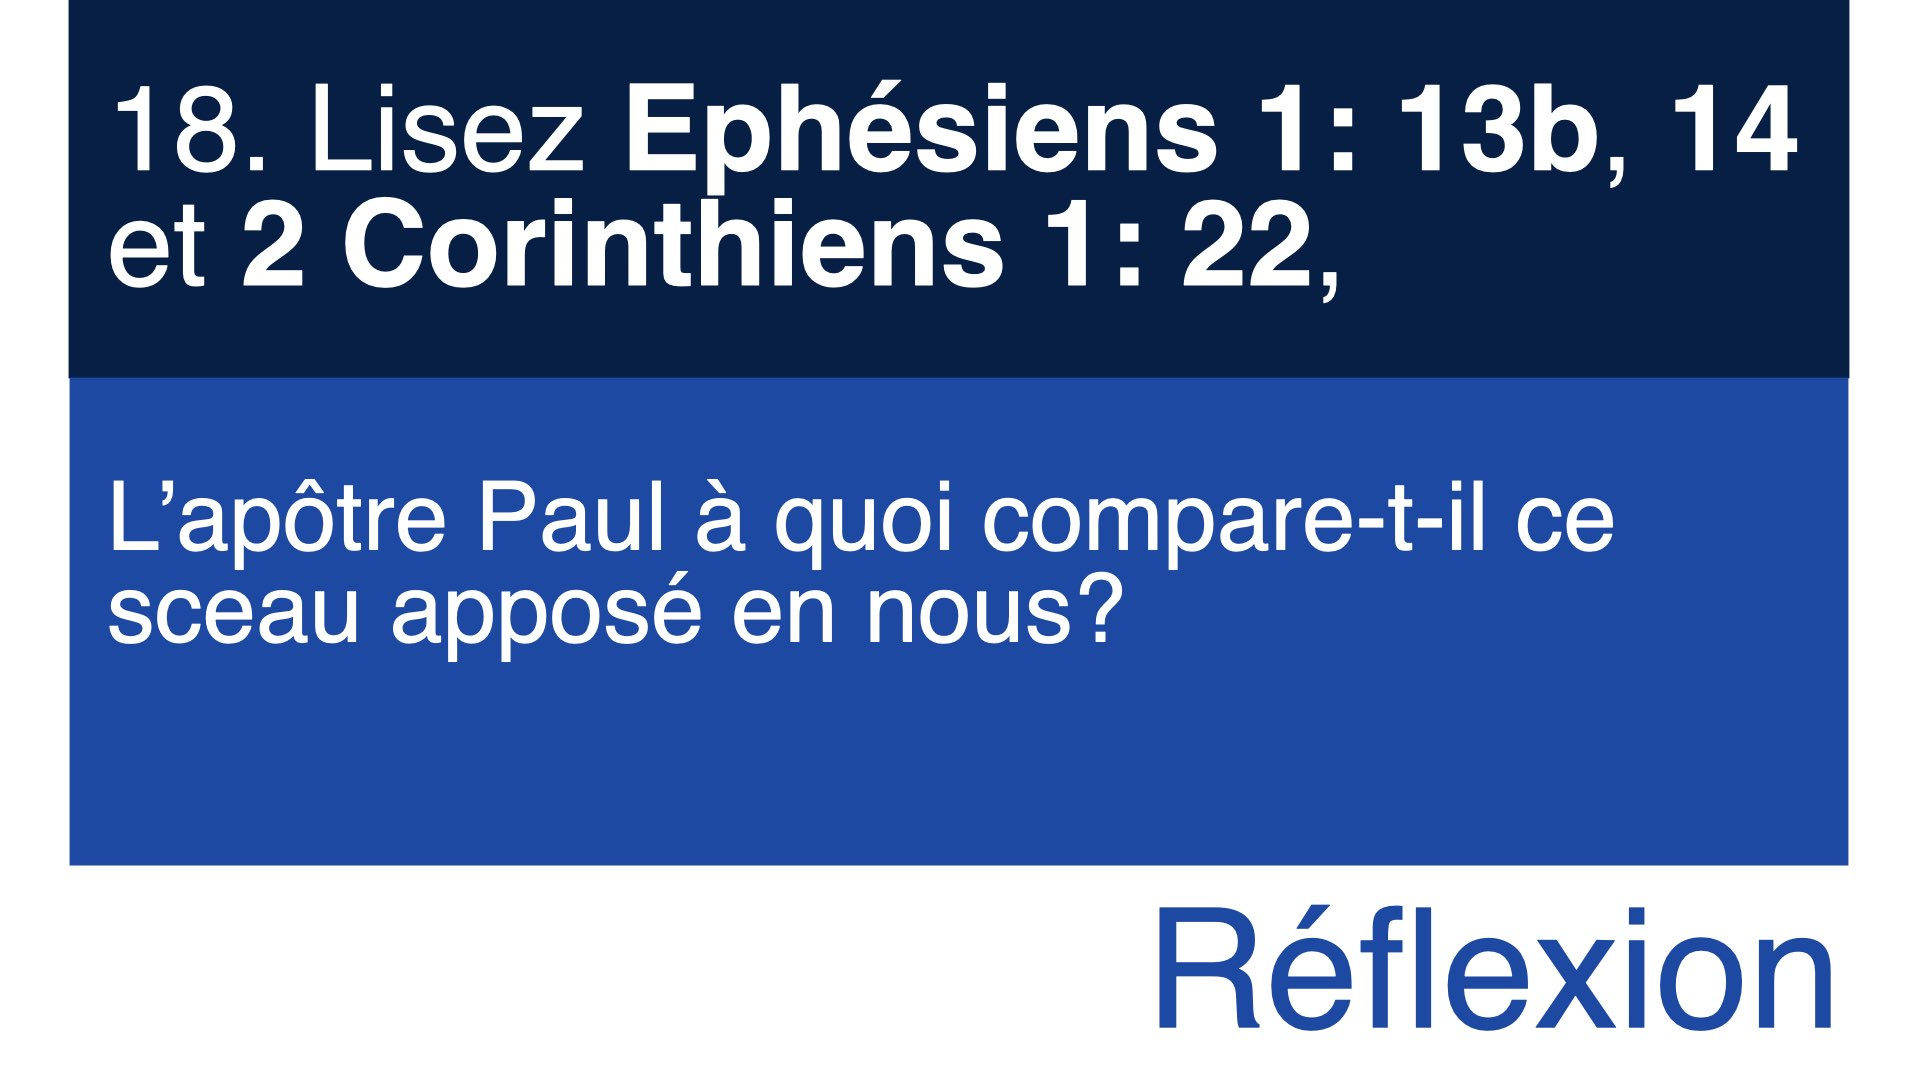 18. Lisez Ephésiens 1: 13b, 14
et 2 Corinthiens 1: 22,
L’apôtre Paul à quoi compare-t-il ce
sceau apposé en nous?
Réflexion